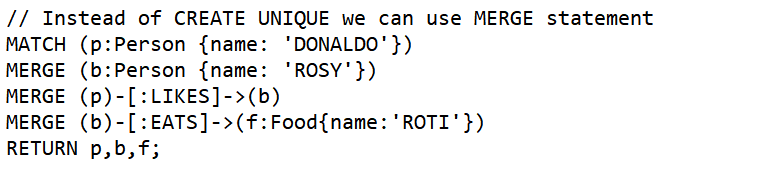 // Instead of CREATE UNIQUE we can use MERGE statement
MATCH (p:Person {name: 'DONALDO'})
MERGE (b:Person {name: 'ROSY'})
MERGE (p)-[:LIKES]->(b)
MERGE (b)-[:EATS]->(f:Food{name:'ROTI'})
RETURN p,b,f;